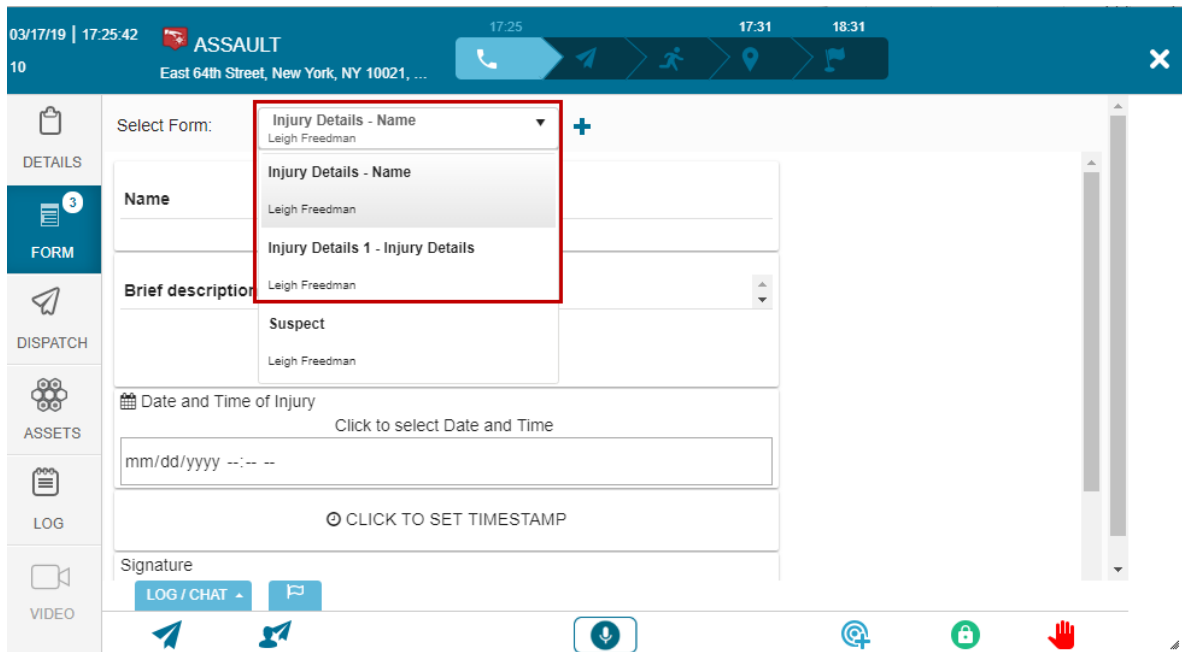 03/17/19 | 17:25:42
10
ASSAULT
East 64th Street, New York, NY 10021, ...
17:25
17:31
18:31
DETAILS
3
FORM
DISPATCH
ASSETS
LOG
VIDEO
Select Form:
Injury Details - Name
Leigh Freedman
Injury Details - Name
Leigh Freedman
Injury Details 1 - Injury Details
Leigh Freedman
Suspect
Leigh Freedman
Name
Brief description
Date and Time of Injury
Click to select Date and Time
mm/dd/yyyy --:-- --
CLICK TO SET TIMESTAMP
Signature
LOG / CHAT